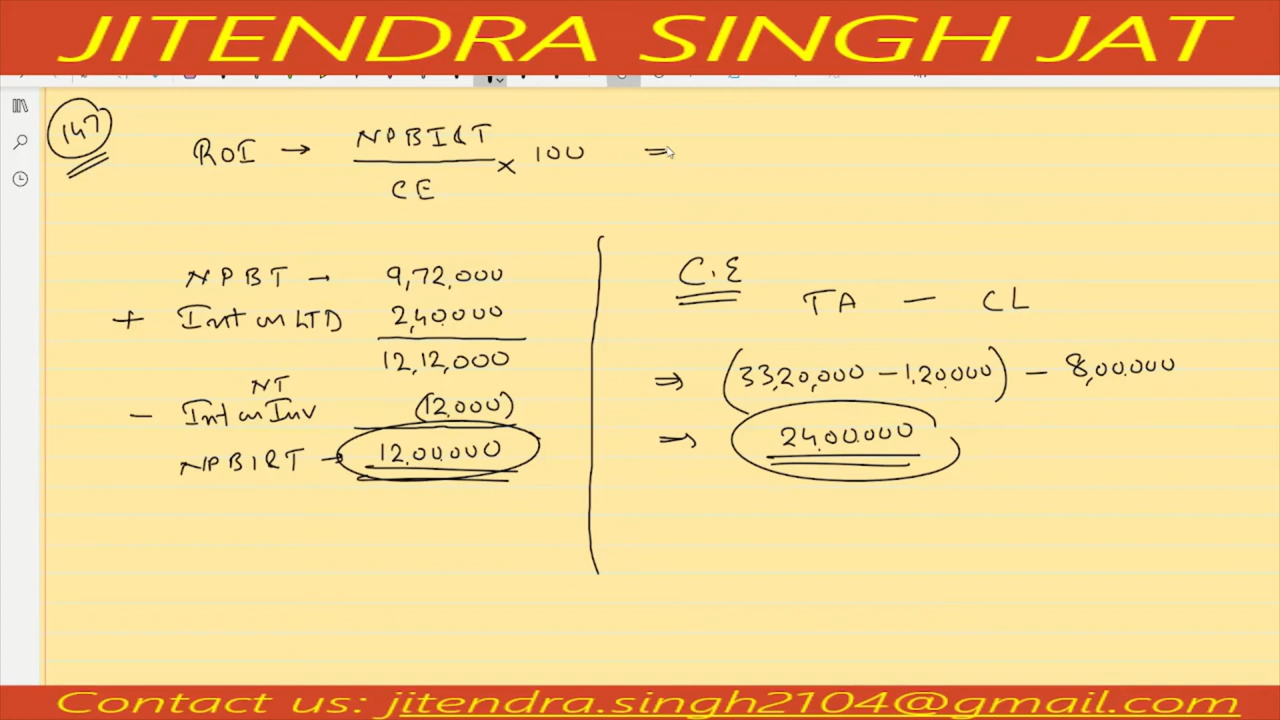 JITENDRA SINGH JAT
147
ROI → NPBI&T / CE × 100 ⇒
NPBT → 9,72,000
+ Int on LTD 2,40,000
12,12,000
- Int on NT Inv (12,000)
NPBI&T → 12,00,000
C.E
TA - CL
⇒ (33,20,000 - 1,20,000) - 8,00,000
⇒ 24,00,000
Contact us: jitendra.singh2104@gmail.com